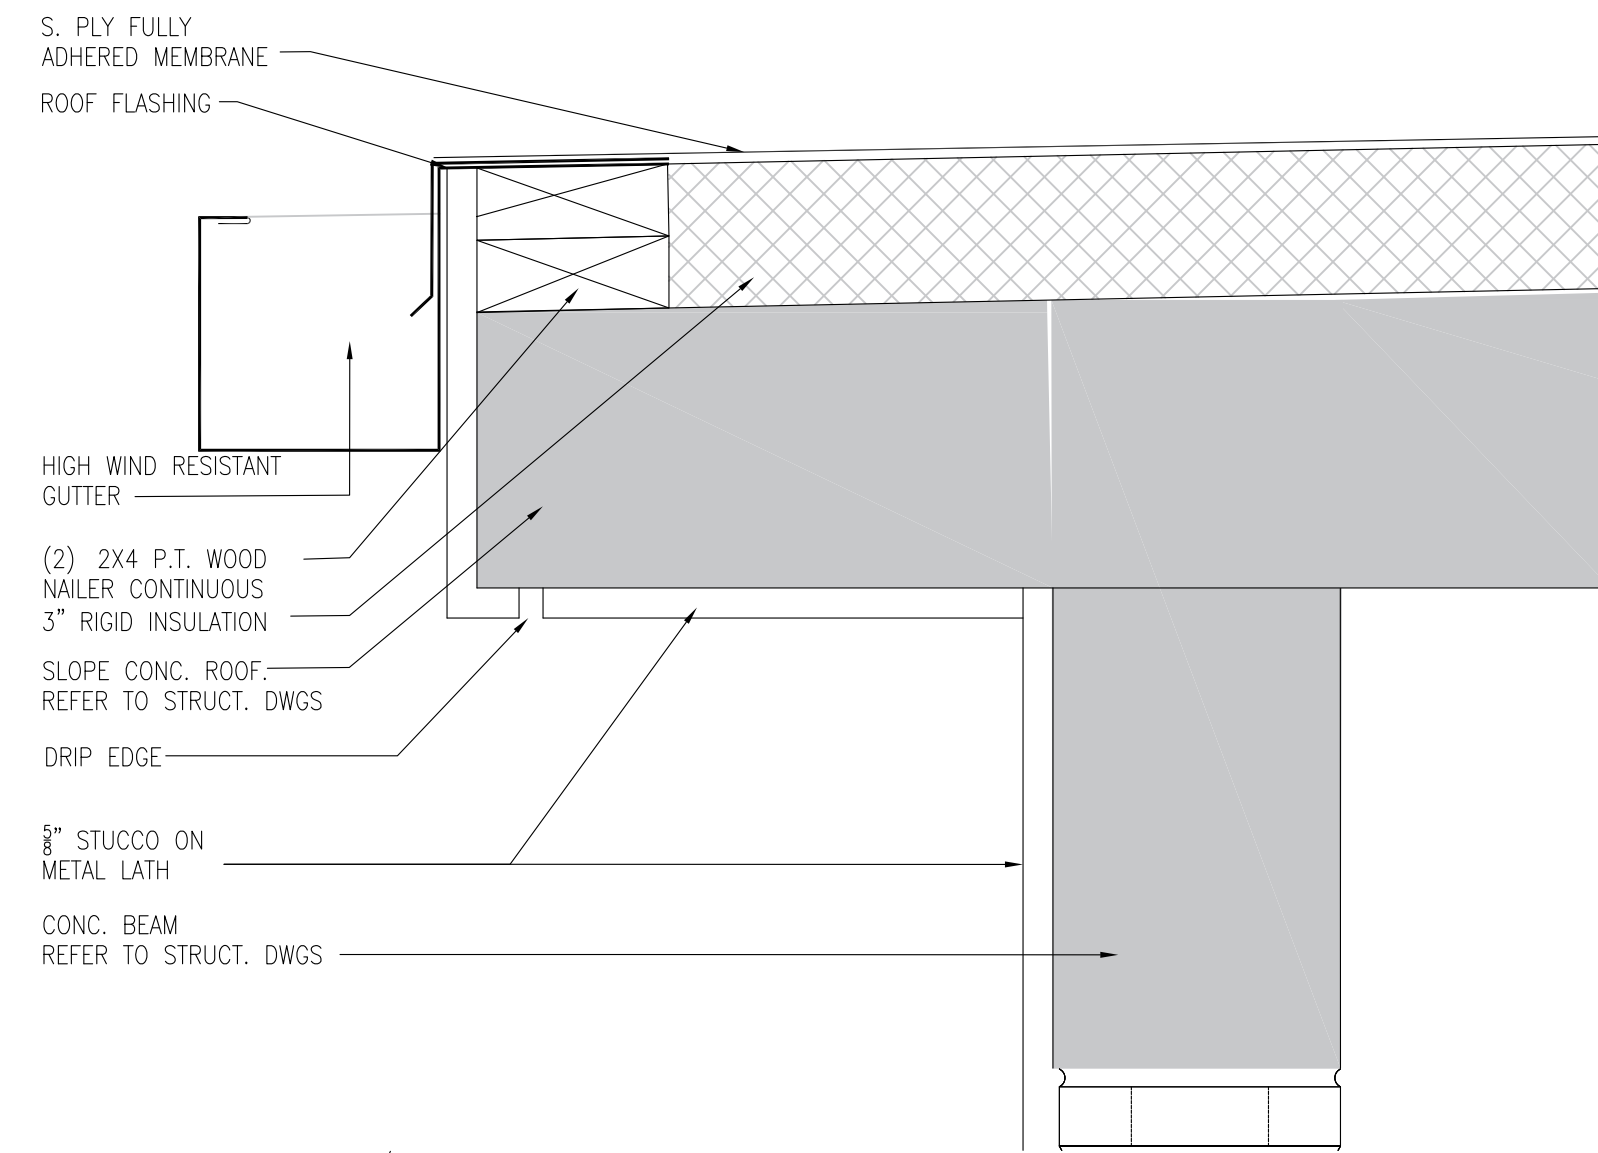 S. PLY FULLY
ADHERED MEMBRANE
ROOF FLASHING
HIGH WIND RESISTANT
GUTTER
(2) 2X4 P.T. WOOD
NAILER CONTINUOUS
3" RIGID INSULATION
SLOPE CONC. ROOF.
REFER TO STRUCT. DWGS
DRIP EDGE
5/8" STUCCO ON
METAL LATH
CONC. BEAM
REFER TO STRUCT. DWGS